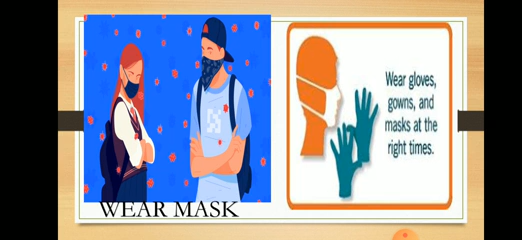 WEAR MASK
Wear gloves,
gowns, and
masks at the
right times.